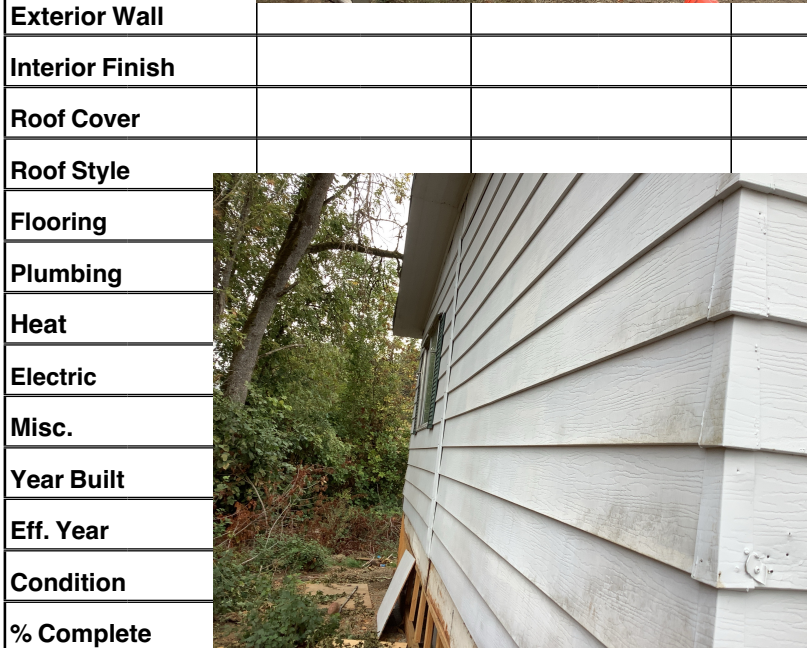 Exterior Wall
Interior Finish
Roof Cover
Roof Style
Flooring
Plumbing
Heat
Electric
Misc.
Year Built
Eff. Year
Condition
% Complete